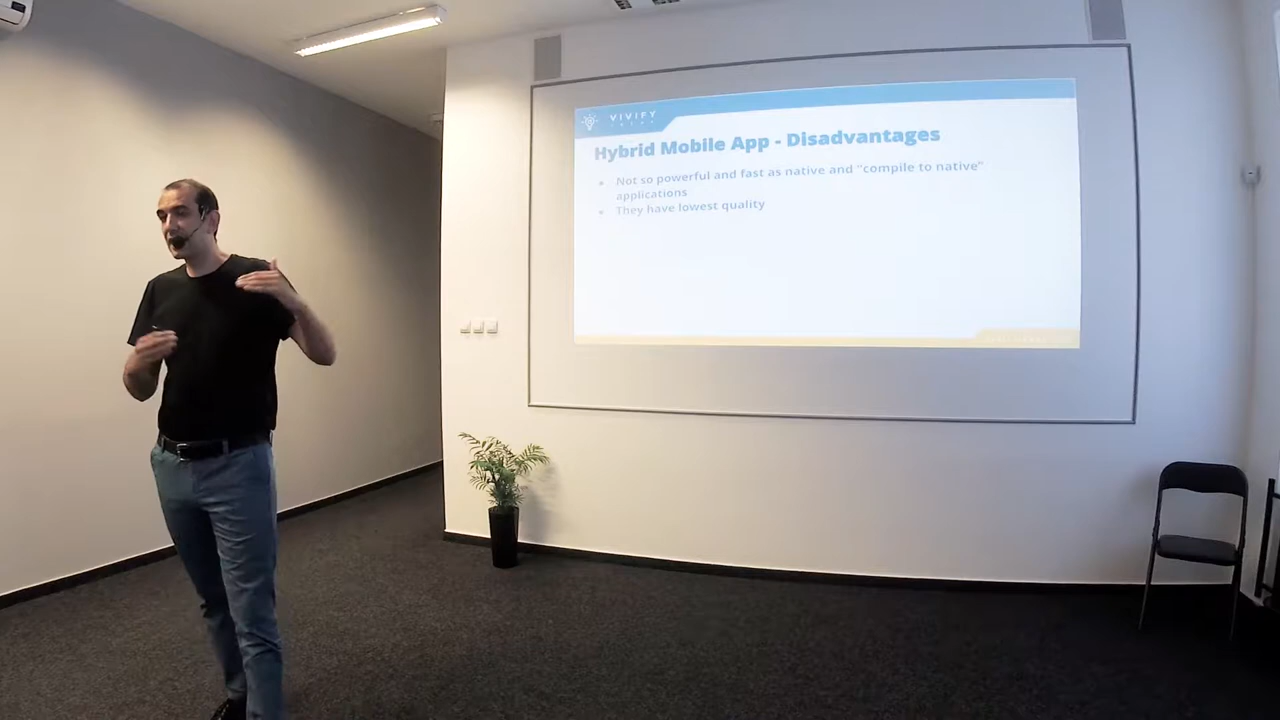 VIVIFY
Hybrid Mobile App - Disadvantages
Not so powerful and fast as native and "compile to native"
applications
They have lowest quality